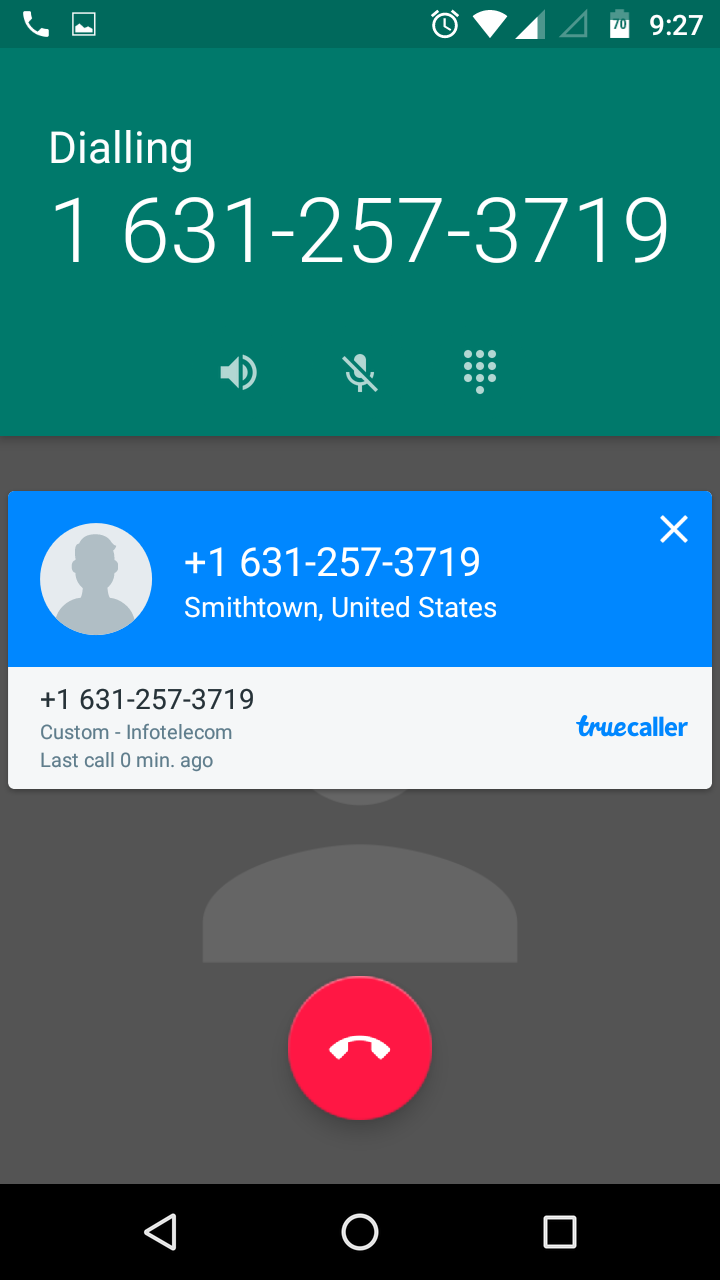 70 9:27
Dialling
1 631-257-3719
+1 631-257-3719
Smithtown, United States
+1 631-257-3719
Custom - Infotelecom
truecaller
Last call 0 min. ago